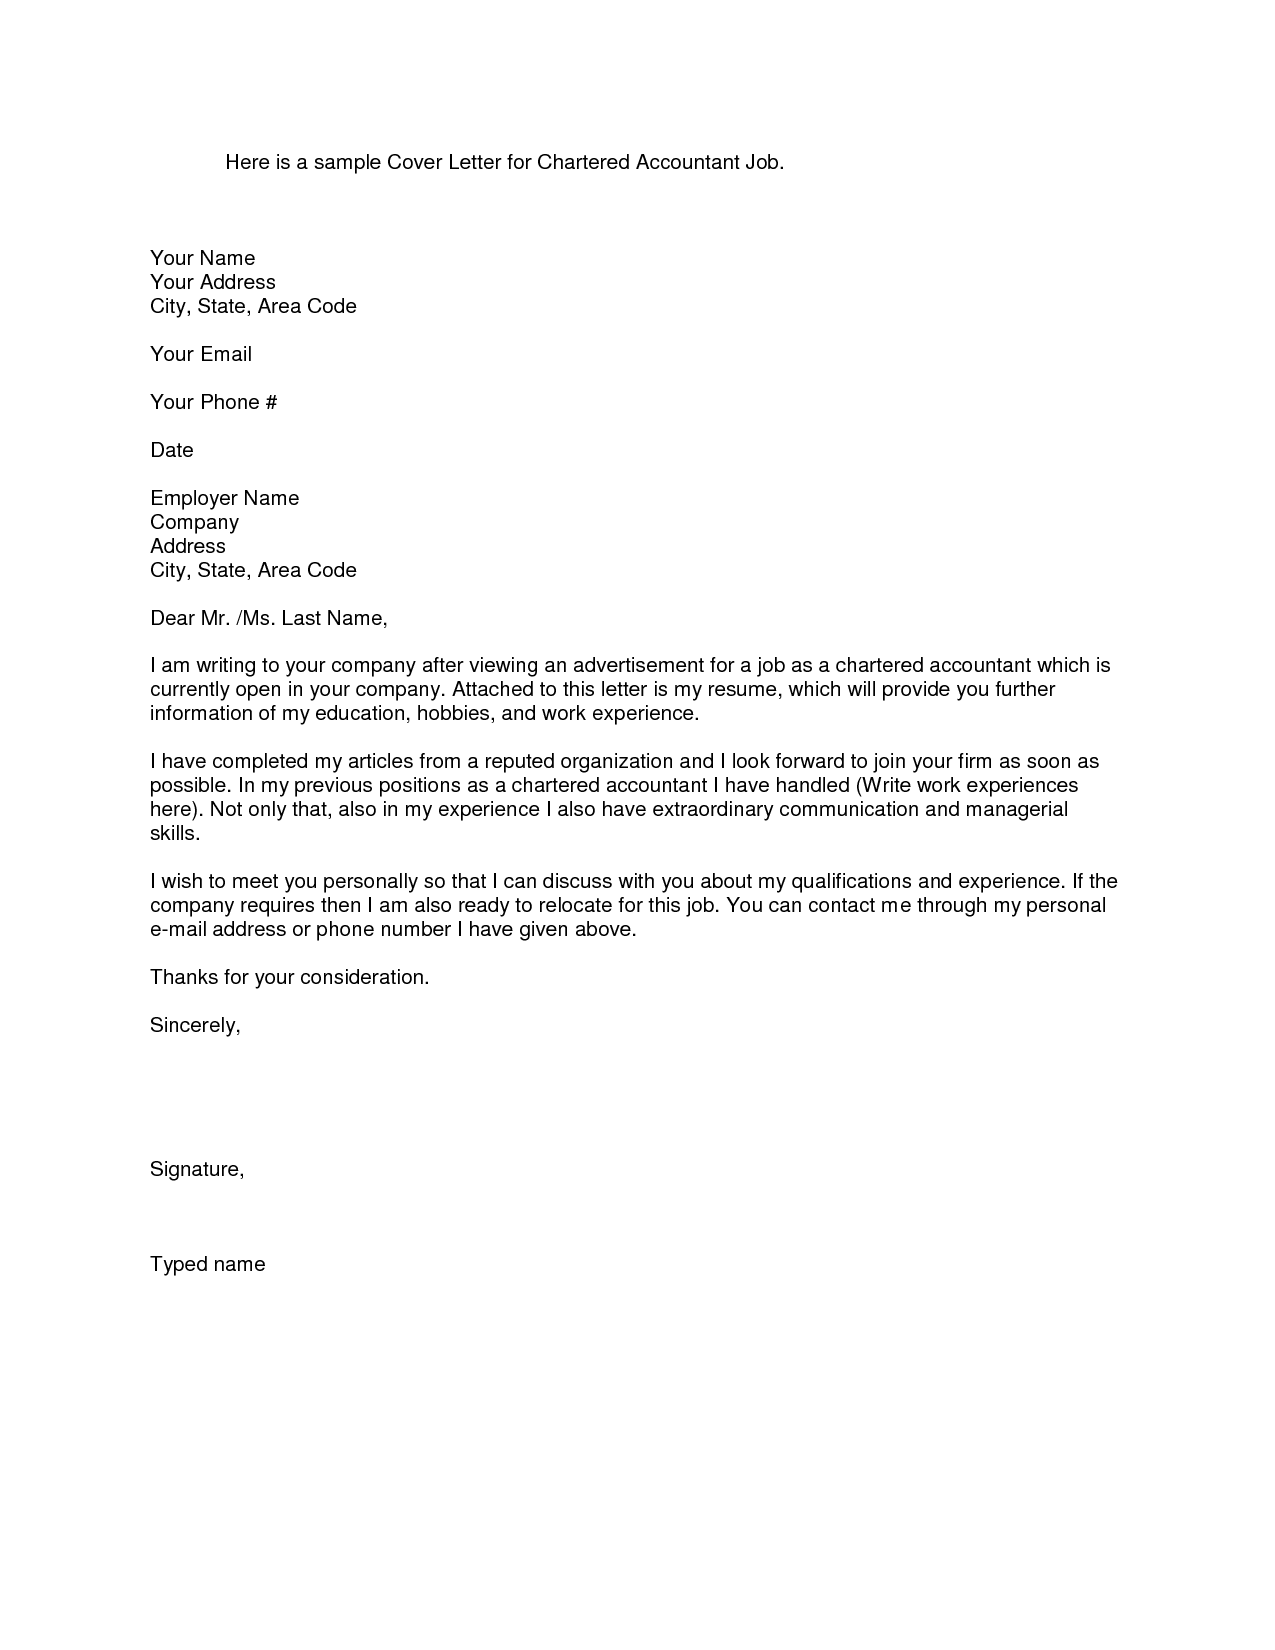 Here is a sample Cover Letter for Chartered Accountant Job.
Your Name
Your Address
City, State, Area Code
Your Email
Your Phone #
Date
Employer Name
Company
Address
City, State, Area Code
Dear Mr. /Ms. Last Name,
I am writing to your company after viewing an advertisement for a job as a chartered accountant which is
currently open in your company. Attached to this letter is my resume, which will provide you further
information of my education, hobbies, and work experience.
I have completed my articles from a reputed organization and I look forward to join your firm as soon as
possible. In my previous positions as a chartered accountant I have handled (Write work experiences
here). Not only that, also in my experience I also have extraordinary communication and managerial
skills.
I wish to meet you personally so that I can discuss with you about my qualifications and experience. If the
company requires then I am also ready to relocate for this job. You can contact me through my personal
e-mail address or phone number I have given above.
Thanks for your consideration.
Sincerely,
Signature,
Typed name